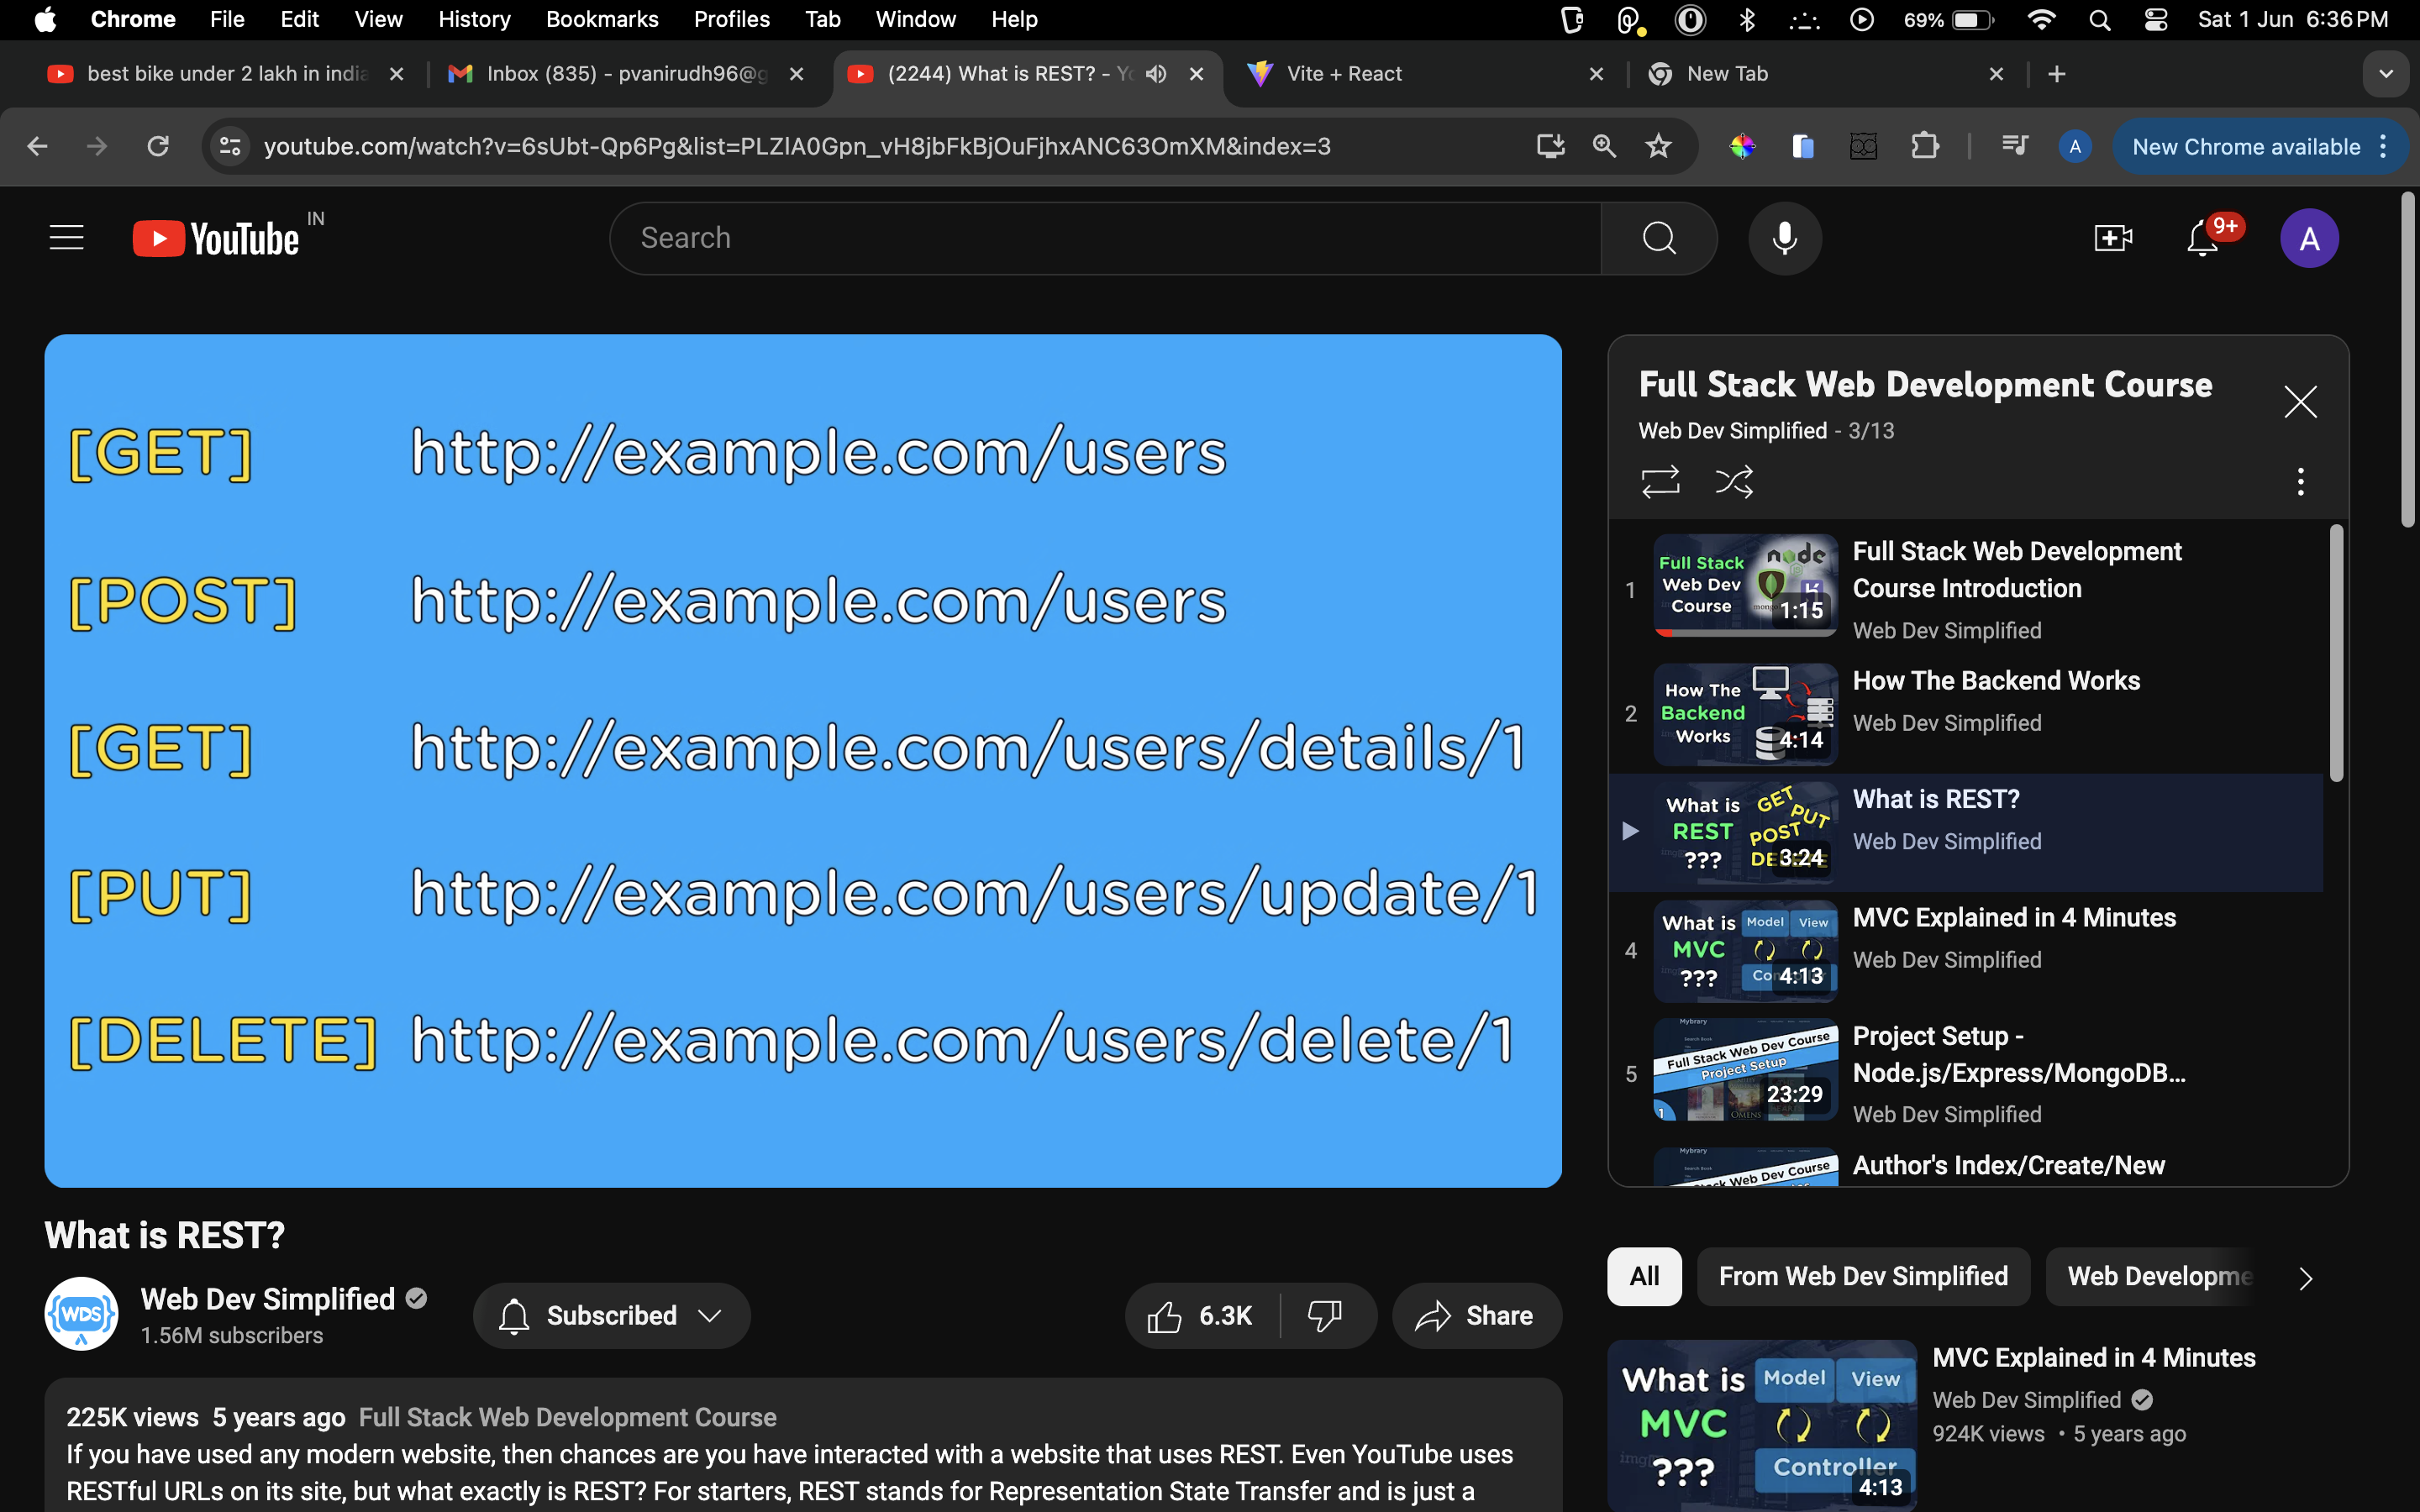 Chrome File Edit View History Bookmarks Profiles Tab Window Help 69% Sat 1 Jun 6:36 PM
best bike under 2 lakh in india Inbox (835) - pvanirudh96@g (2244) What is REST? - Yo Vite + React New Tab
youtube.com/watch?v=6sUbt-Qp6Pg&list=PLZlA0Gpn_vH8jbFkBjOuFjhxANC63OmXM&index=3 A New Chrome available
YouTube IN Search 9+ A
[GET] http://example.com/users
[POST] http://example.com/users
[GET] http://example.com/users/details/1
[PUT] http://example.com/users/update/1
[DELETE] http://example.com/users/delete/1
Full Stack Web Development Course
Web Dev Simplified - 3/13
1
Full Stack
Web Dev
Course
node
1:15
Full Stack Web Development
Course Introduction
Web Dev Simplified
2
How The
Backend
Works
4:14
How The Backend Works
Web Dev Simplified
What is
REST
???
GET
PUT
POST
DELETE
3:24
What is REST?
Web Dev Simplified
4
What is
MVC
???
Model View
4:13
MVC Explained in 4 Minutes
Web Dev Simplified
5
Mybrary
Full Stack Web Dev Course
Project Setup
1
OMENS
23:29
Project Setup -
Node.js/Express/MongoDB...
Web Dev Simplified
Mybrary
Stack Web Dev Course
Author's Index/Create/New
What is REST?
WDS
Web Dev Simplified
1.56M subscribers
Subscribed
6.3K
Share
225K views 5 years ago Full Stack Web Development Course
If you have used any modern website, then chances are you have interacted with a website that uses REST. Even YouTube uses
RESTful URLs on its site, but what exactly is REST? For starters, REST stands for Representation State Transfer and is just a
All From Web Dev Simplified Web Developme
What is
MVC
???
Model View
Controller
4:13
MVC Explained in 4 Minutes
Web Dev Simplified
924K views • 5 years ago